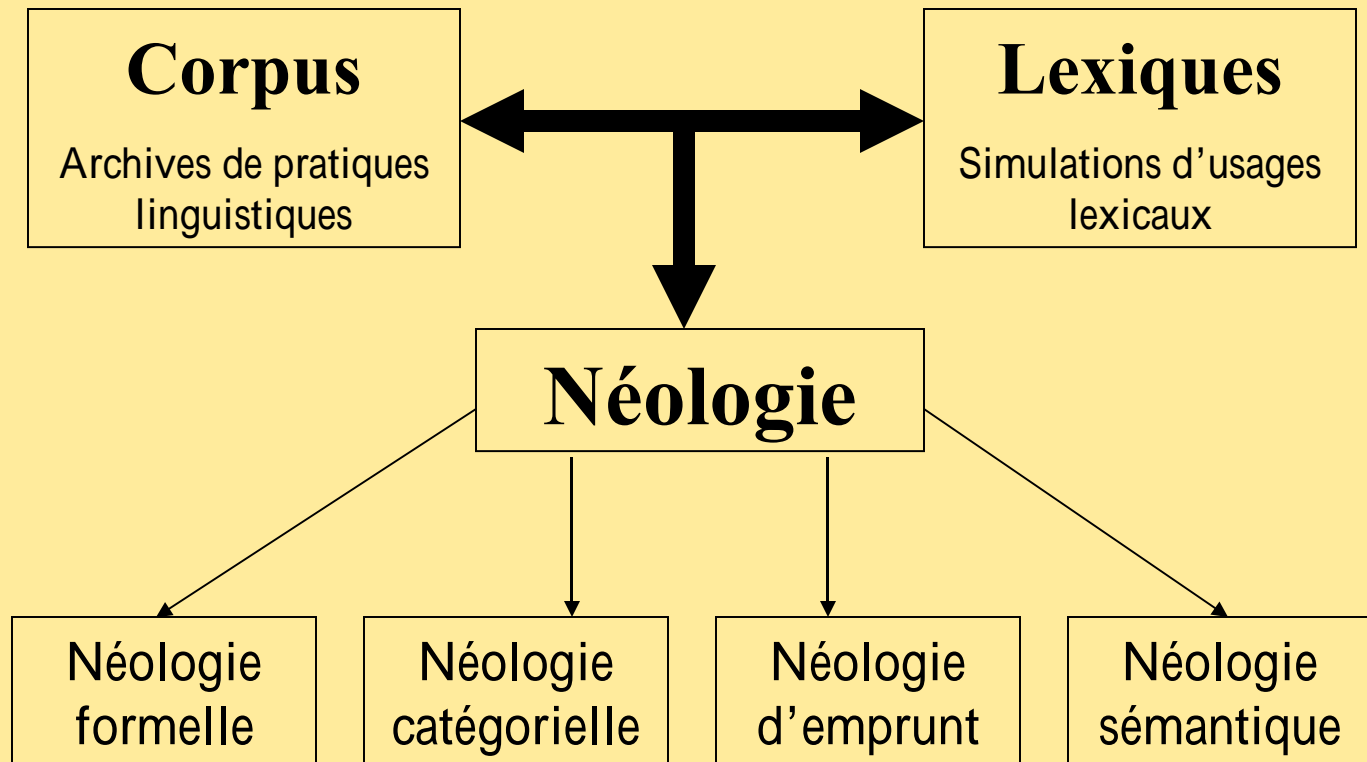 Corpus
Archives de pratiques
linguistiques
Lexiques
Simulations d’usages
lexicaux
Néologie
Néologie
formelle
Néologie
catégorielle
Néologie
d’emprunt
Néologie
sémantique